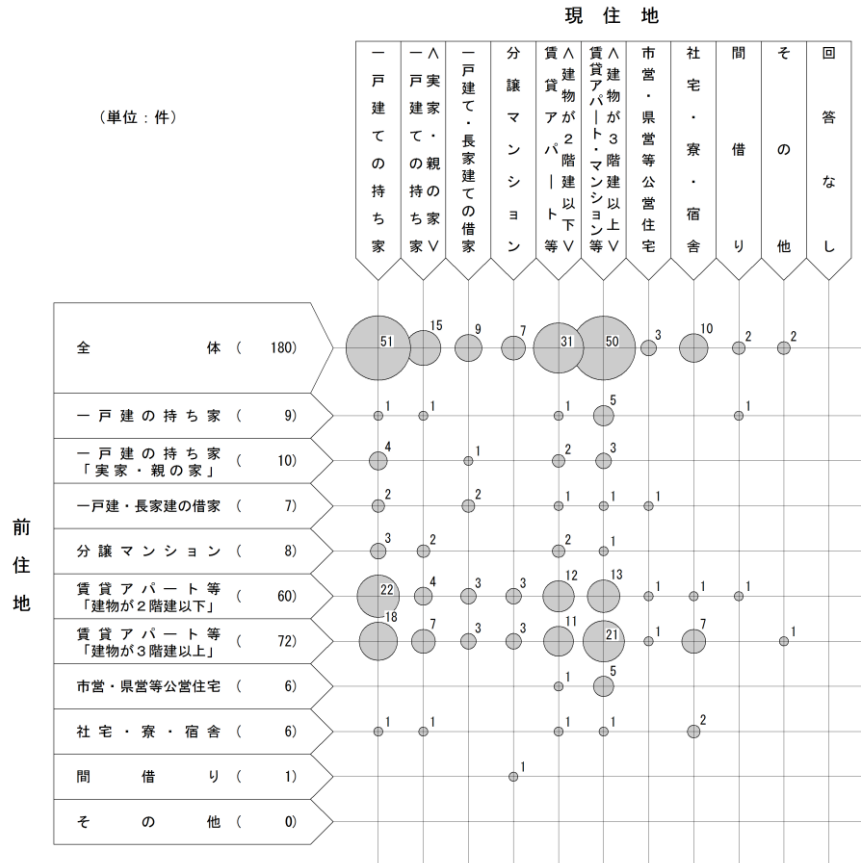 現住地
(単位:件)
一戸建ての持ち家
一戸建ての持ち家
<実家・親の家>
一戸建て・長家建ての借家
分譲マンション
賃貸アパート等
<建物が2階建以下>
賃貸アパート・マンション等
<建物が3階建以上>
市営・県営等公営住宅
社宅・寮・宿舎
間借り
その他
回答なし
前住地
全体( 180)
51 15 9 7 31 50 3 10 2 2
一戸建の持ち家( 9)
1 1 1 5 1
一戸建の持ち家
「実家・親の家」( 10)
4 1 2 3
一戸建・長家建の借家( 7)
2 2 1 1 1
分譲マンション( 8)
3 2 2 1
賃貸アパート等
「建物が2階建以下」( 60)
22 4 3 3 12 13 1 1 1
賃貸アパート等
「建物が3階建以上」( 72)
18 7 3 3 11 21 1 7 1
市営・県営等公営住宅( 6)
1 5
社宅・寮・宿舎( 6)
1 1 1 1 2
間借り( 1)
1
その他( 0)